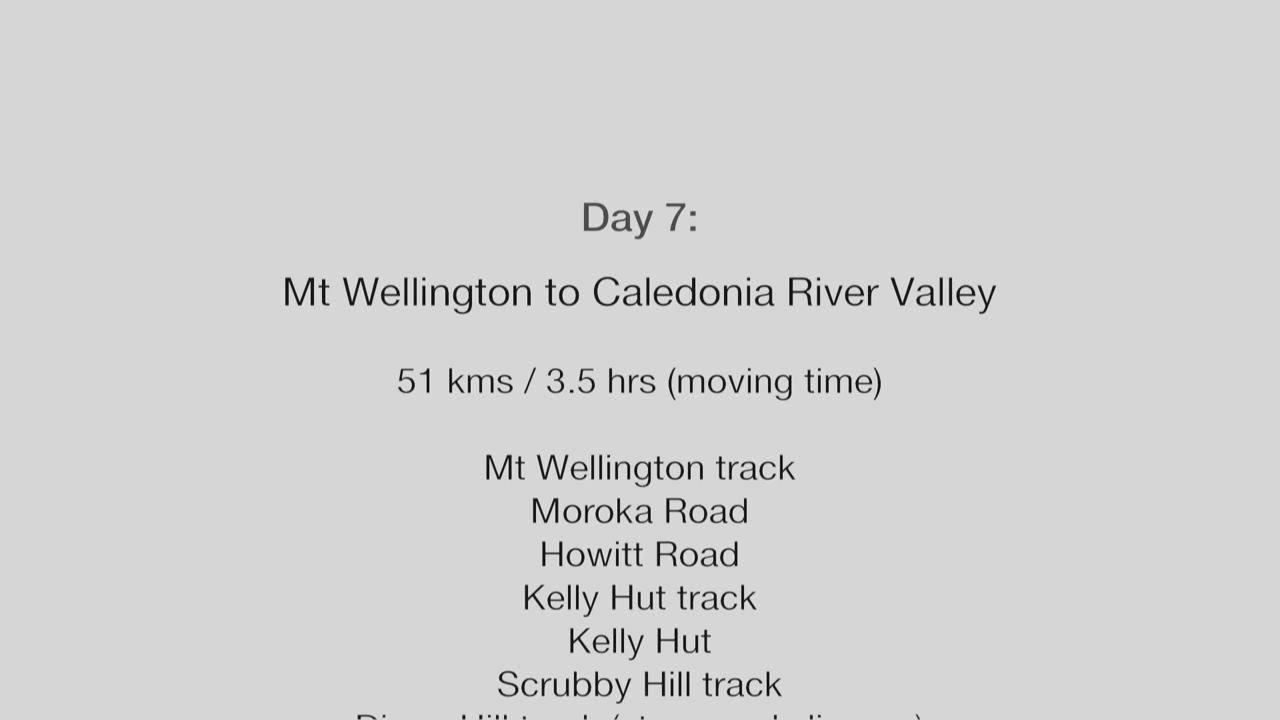 Day 7:
Mt Wellington to Caledonia River Valley
51 kms / 3.5 hrs (moving time)
Mt Wellington track
Moroka Road
Howitt Road
Kelly Hut track
Kelly Hut
Scrubby Hill track